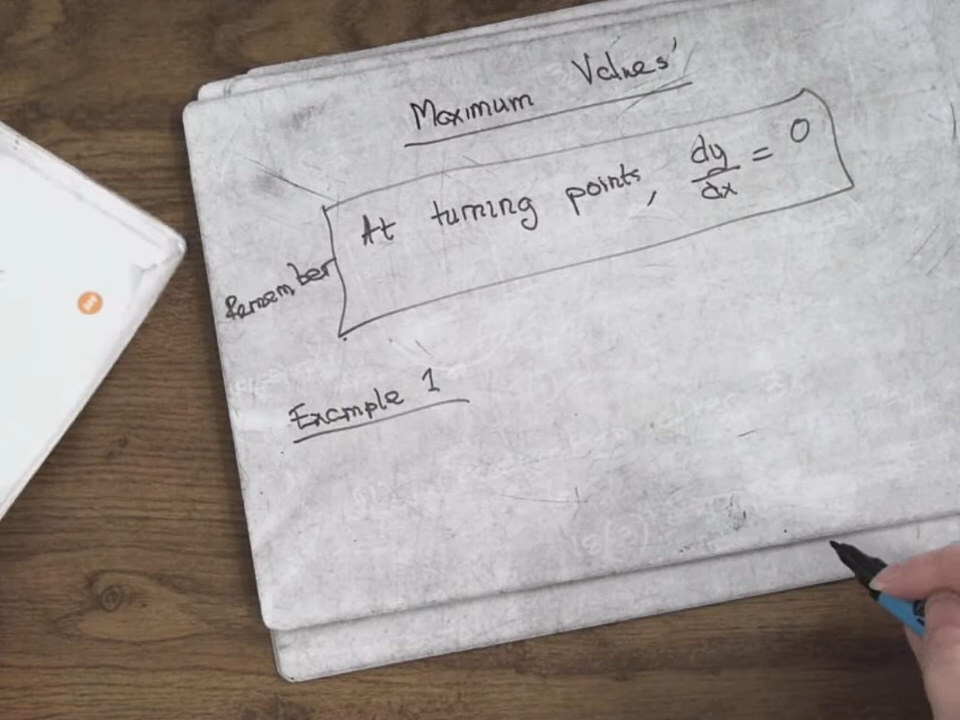 Maximum Values'
At turning points, dy/dx = 0
Remember
Example 1